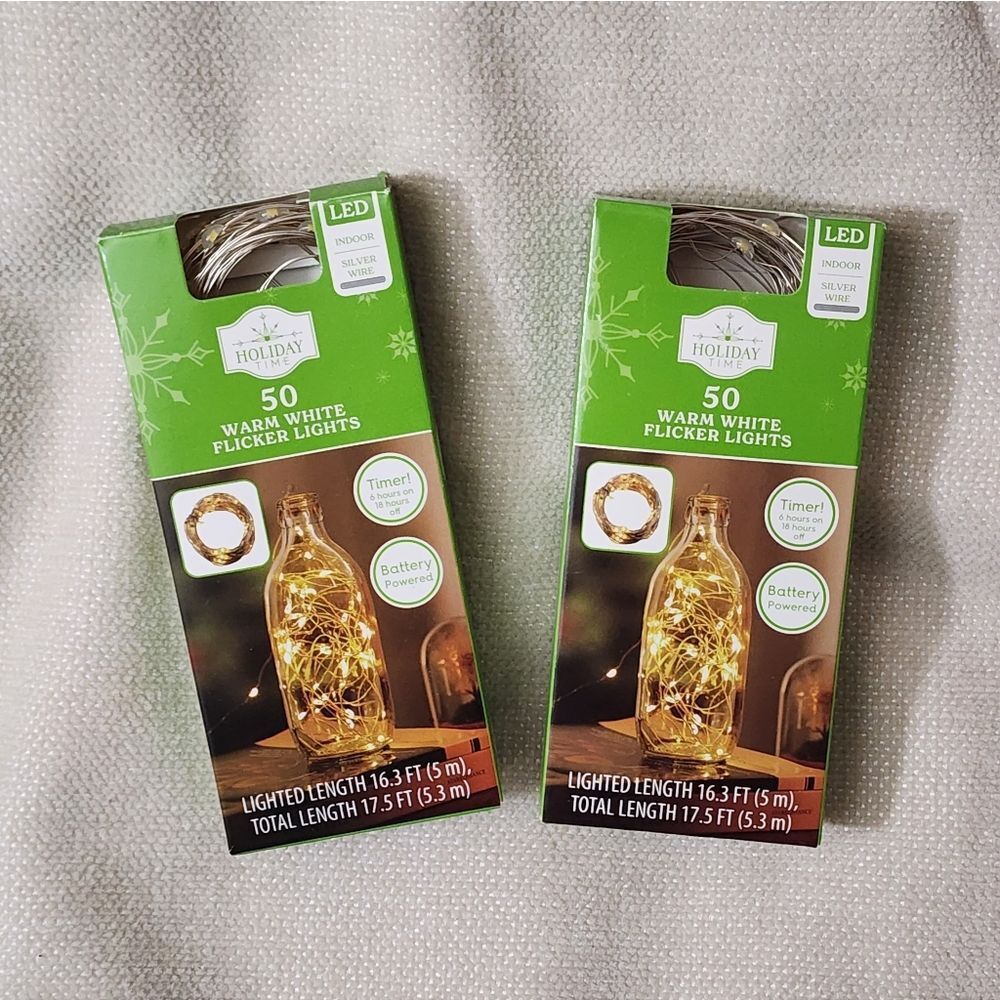 LED
INDOOR
SILVER
WIRE
HOLIDAY
TIME
50
WARM WHITE
FLICKER LIGHTS
Timer!
6 hours on
18 hours
off
Battery
Powered
LIGHTED LENGTH 16.3 FT (5 m),
TOTAL LENGTH 17.5 FT (5.3 m)
LED
INDOOR
SILVER
WIRE
HOLIDAY
TIME
50
WARM WHITE
FLICKER LIGHTS
Timer!
6 hours on
18 hours
off
Battery
Powered
LIGHTED LENGTH 16.3 FT (5 m),
TOTAL LENGTH 17.5 FT (5.3 m)